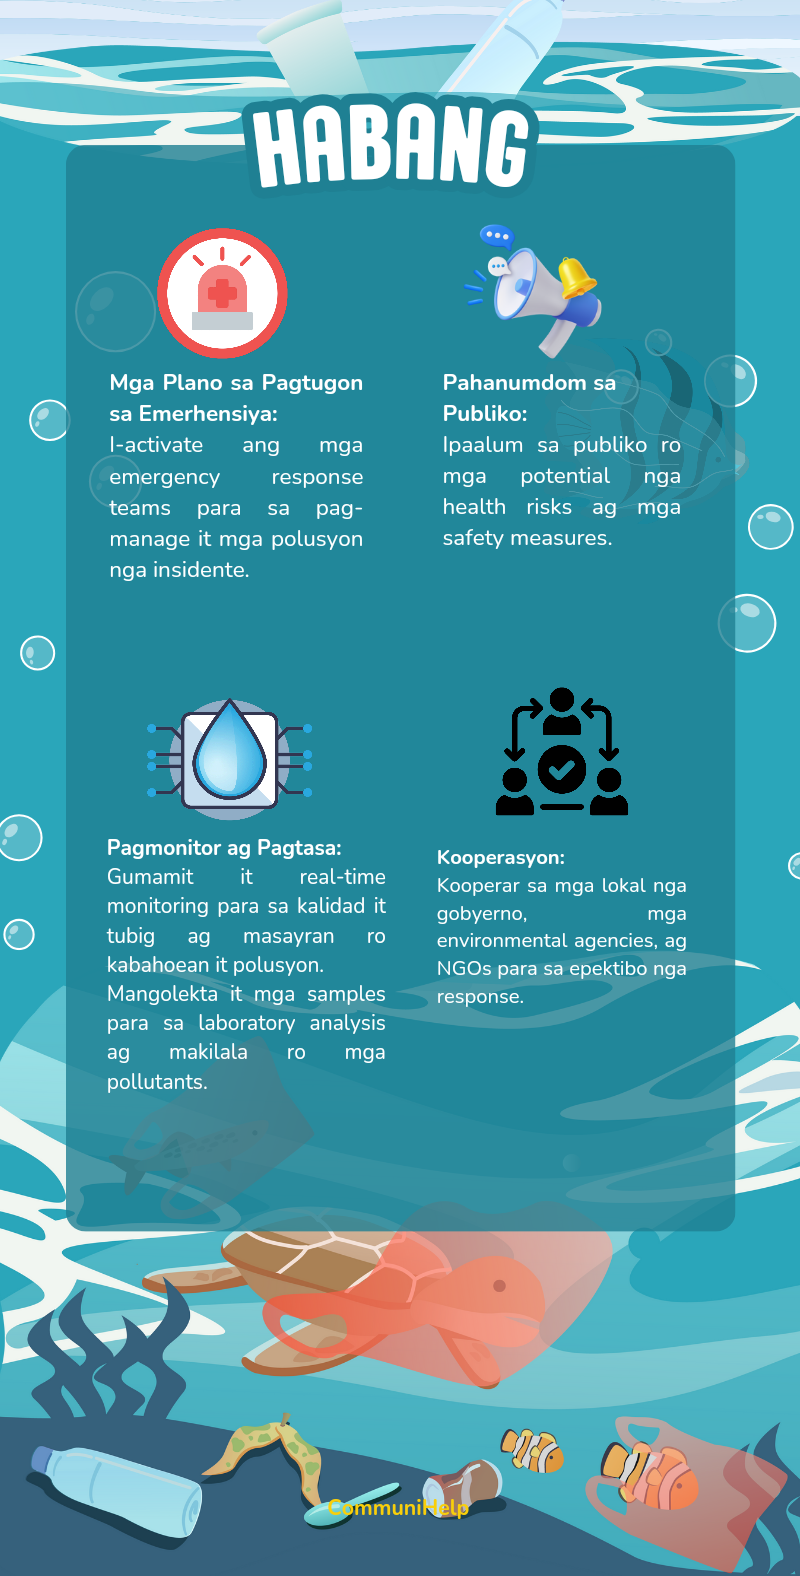 HABANG
Mga Plano sa Pagtugon
sa Emerhensiya:
I-activate ang mga
emergency response
teams para sa pag-
manage it mga polusyon
nga insidente.
Pahanumdom sa
Publiko:
Ipaalum sa publiko ro
mga potential nga
health risks ag mga
safety measures.
Pagmonitor ag Pagtasa:
Gumamit it real-time
monitoring para sa kalidad it
tubig ag masayran ro
kabahoean it polusyon.
Mangolekta it mga samples
para sa laboratory analysis
ag makilala ro mga
pollutants.
Kooperasyon:
Kooperar sa mga lokal nga
gobyerno, mga
environmental agencies, ag
NGOs para sa epektibo nga
response.
CommuniHelp